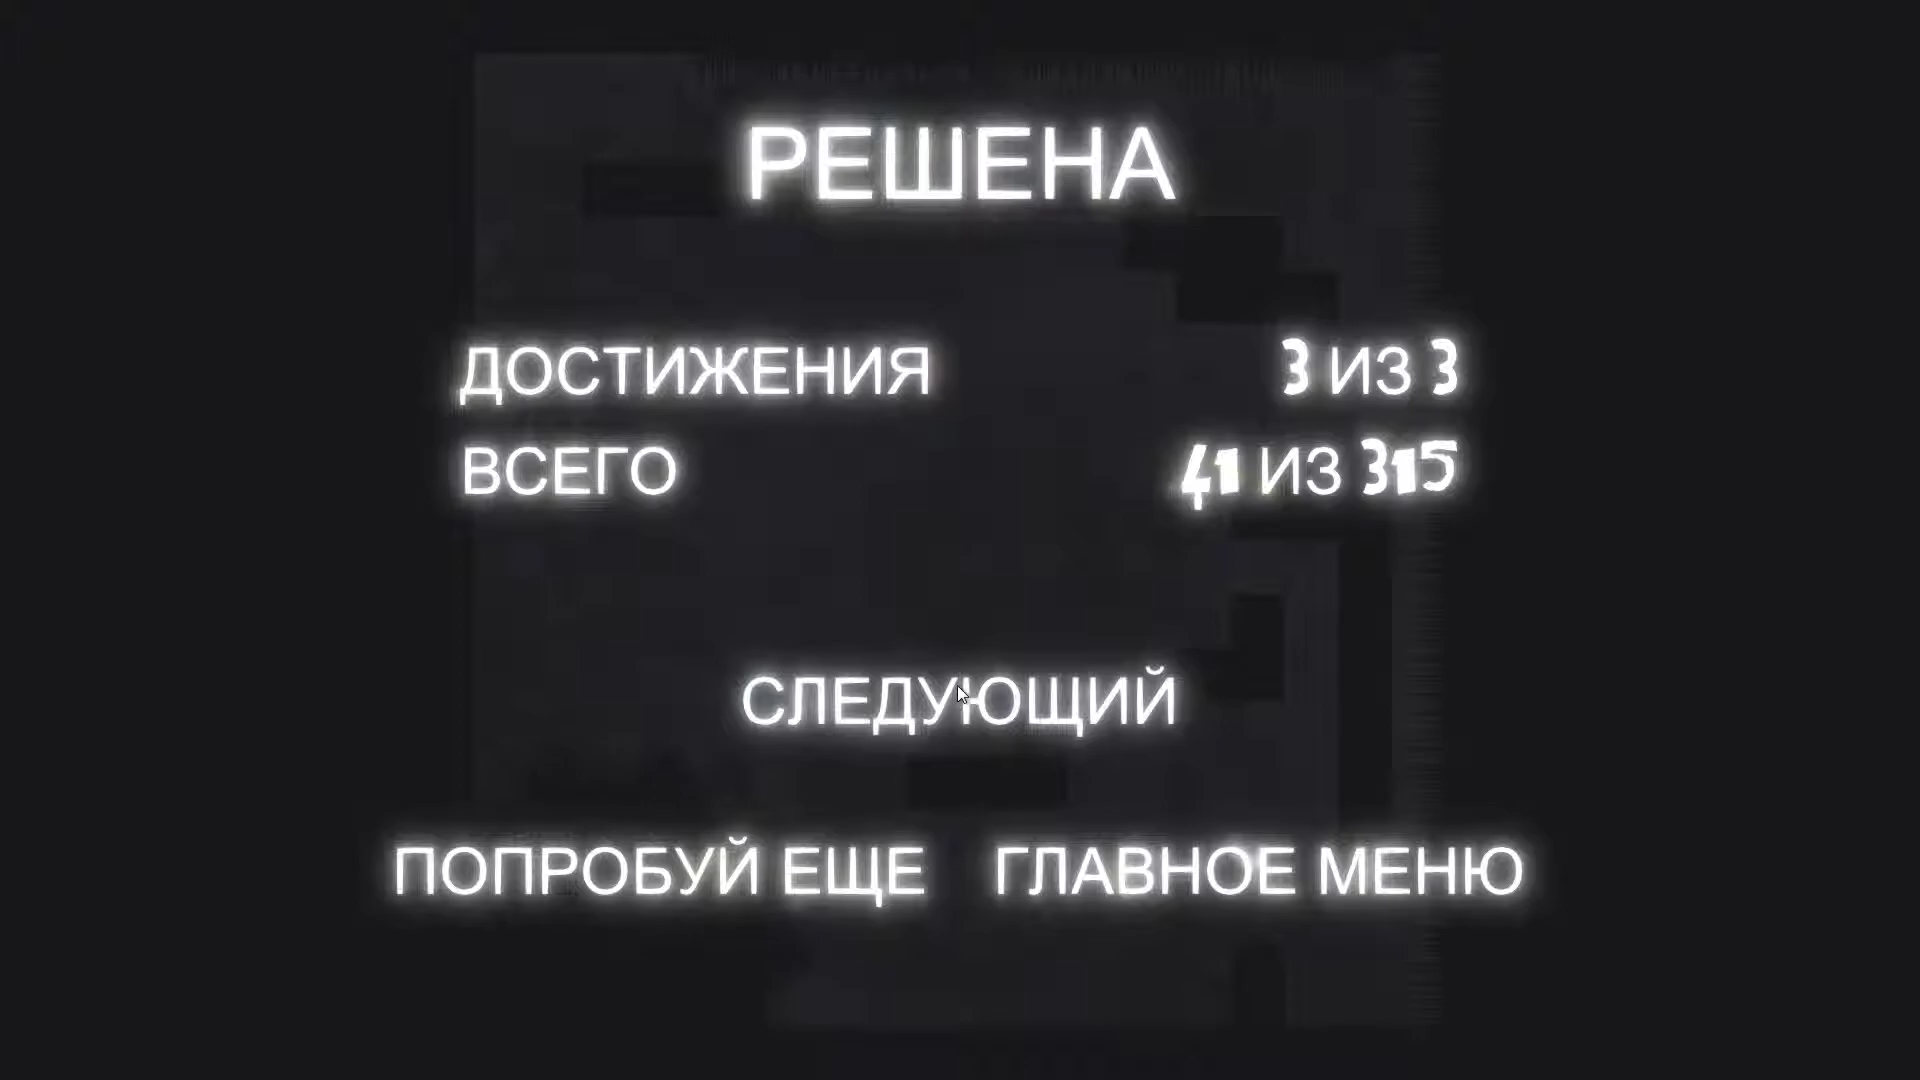 РЕШЕНА
ДОСТИЖЕНИЯ 3 ИЗ 3
ВСЕГО 41 ИЗ 315
СЛЕДУЮЩИЙ
ПОПРОБУЙ ЕЩЕ ГЛАВНОЕ МЕНЮ